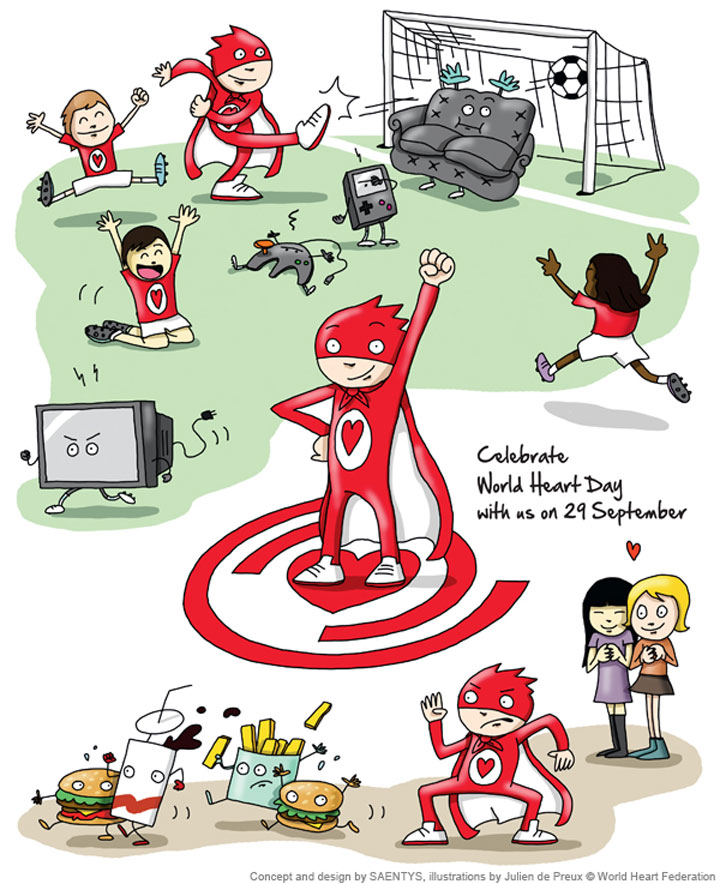 Celebrate
World Heart Day
with us on 29 September
Concept and design by SAENTYS, illustrations by Julien de Preux © World Heart Federation